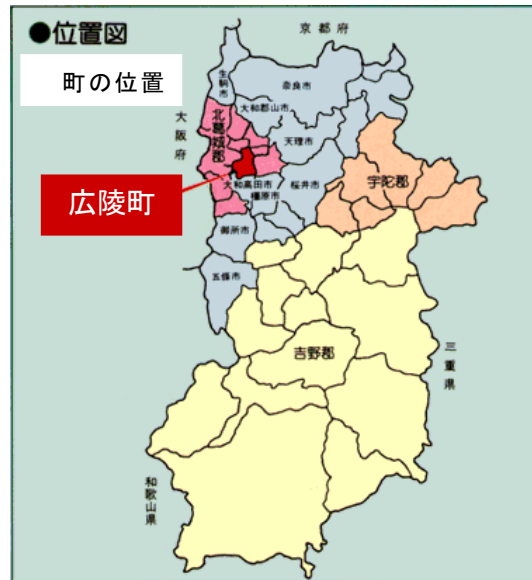 ●位置図
京都府
町の位置
生駒市
奈良市
大和郡山市
大阪府
北葛城郡
天理市
広陵町
大和高田市
桜井市
橿原市
宇陀郡
御所市
五條市
吉野郡
三重県
和歌山県